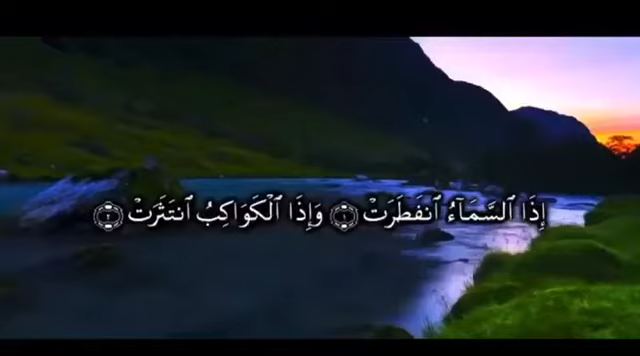 إِذَا ٱلسَّمَآءُ ٱنفَطَرَتْ ۝١ وَإِذَا ٱلْكَوَاكِبُ ٱنتَثَرَتْ ۝٢